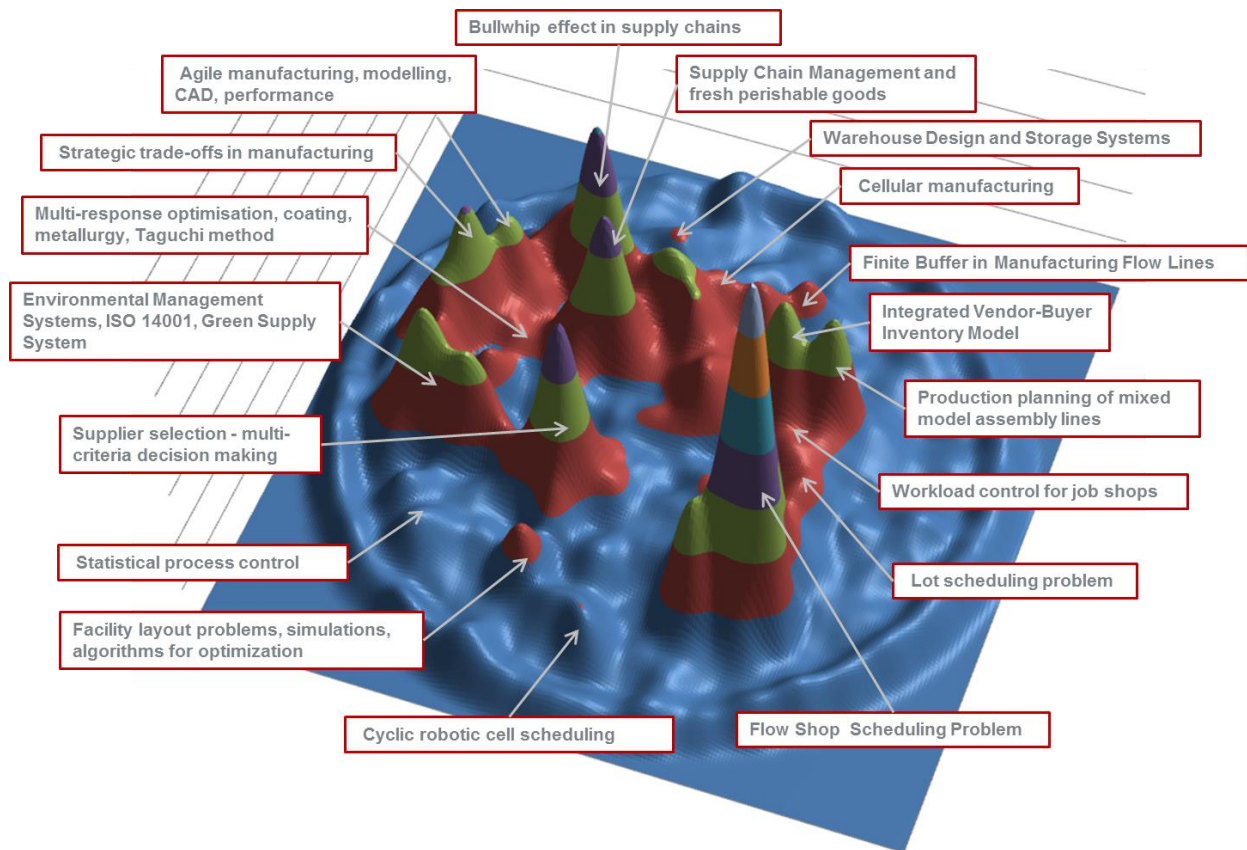 Bullwhip effect in supply chains
Agile manufacturing, modelling,
CAD, performance
Supply Chain Management and
fresh perishable goods
Strategic trade-offs in manufacturing
Warehouse Design and Storage Systems
Cellular manufacturing
Multi-response optimisation, coating,
metallurgy, Taguchi method
Finite Buffer in Manufacturing Flow Lines
Environmental Management
Systems, ISO 14001, Green Supply
System
Integrated Vendor-Buyer
Inventory Model
Production planning of mixed
model assembly lines
Supplier selection - multi-
criteria decision making
Workload control for job shops
Statistical process control
Lot scheduling problem
Facility layout problems, simulations,
algorithms for optimization
Cyclic robotic cell scheduling
Flow Shop  Scheduling Problem